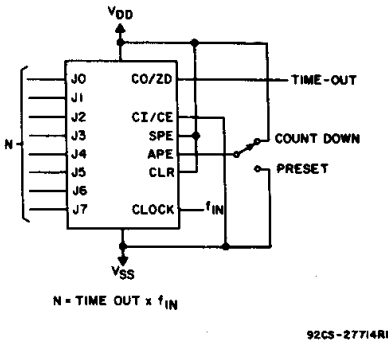 VDD
J0 CO/ZD TIME-OUT
J1
J2 CI/CE
J3 SPE COUNT DOWN
N J4 APE
J5 CLR PRESET
J6
J7 CLOCK fIN
VSS
N = TIME OUT x fIN
92CS-27714R1